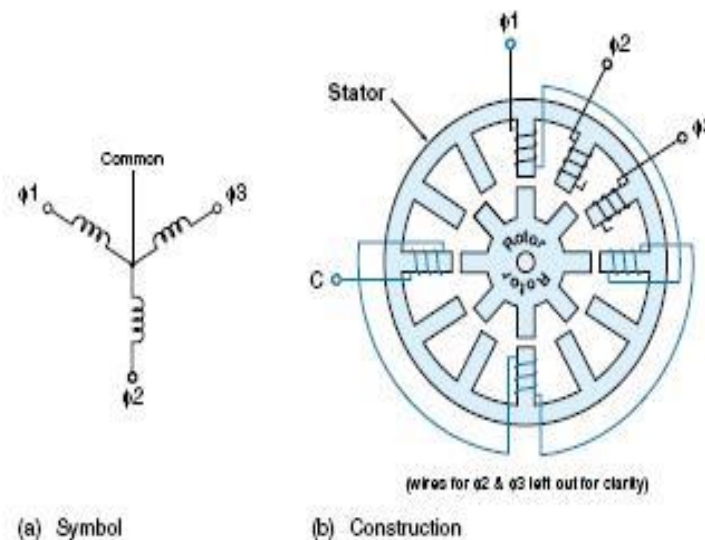 Common
ϕ1
ϕ3
ϕ2
(a) Symbol
ϕ1
ϕ2
Stator
Rotor
Rotor
C
(wires for ϕ2 & ϕ3 left out for clarity)
(b) Construction